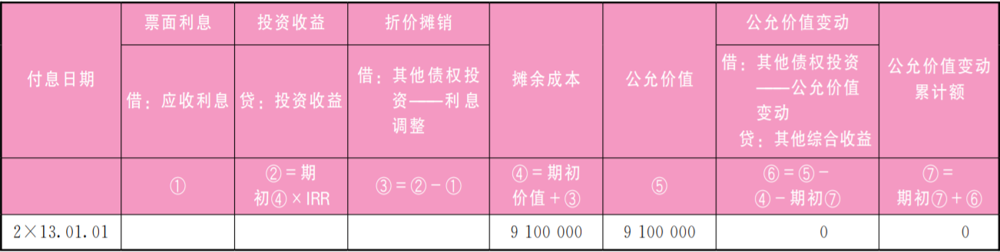 付息日期
票面利息
借：应收利息
①
投资收益
贷：投资收益
②＝期
初④×IRR
折价摊销
借：其他债权投
资——利息
调整
③＝②－①
摊余成本
④＝期初
价值＋③
公允价值
⑤
公允价值变动
借：其他债权投资
——公允价值
变动
贷：其他综合收益
⑥＝⑤－
④－期初⑦
公允价值变动
累计额
⑦＝
期初⑦＋⑥
2×13.01.01 9 100 000 9 100 000 0 0